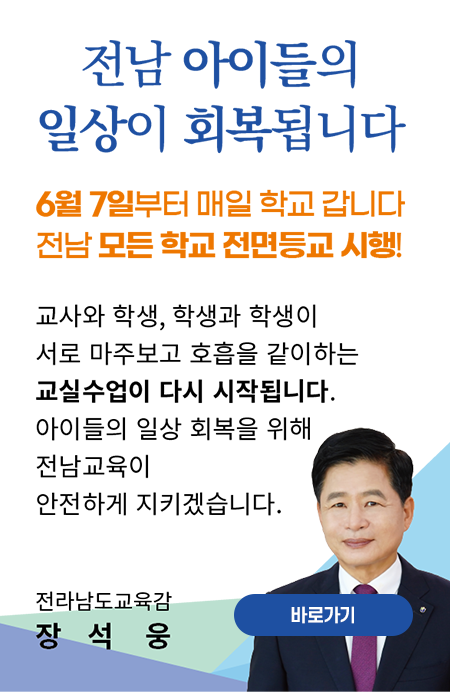 전남 아이들의
일상이 회복됩니다
6월 7일부터 매일 학교 갑니다
전남 모든 학교 전면등교 시행!
교사와 학생, 학생과 학생이
서로 마주보고 호흡을 같이하는
교실수업이 다시 시작됩니다.
아이들의 일상 회복을 위해
전남교육이
안전하게 지키겠습니다.
전라남도교육감
장 석 웅
바로가기